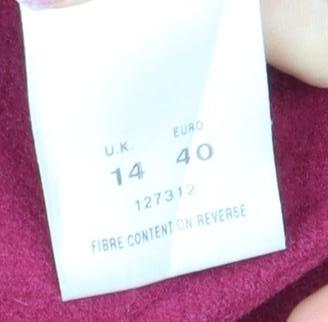 U.K. EURO
14 40
127312
FIBRE CONTENT ON REVERSE